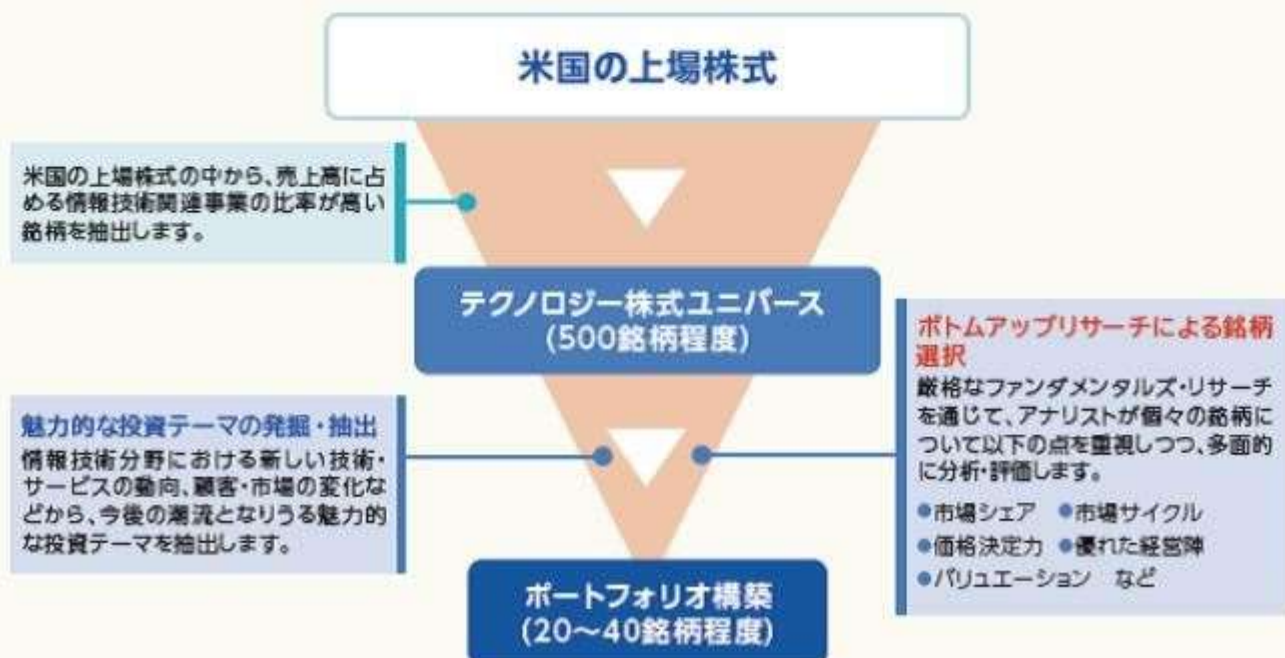 米国の上場株式
米国の上場株式の中から、売上高に占
める情報技術関連事業の比率が高い
銘柄を抽出します。
テクノロジー株式ユニバース
(500銘柄程度)
魅力的な投資テーマの発掘・抽出
情報技術分野における新しい技術・
サービスの動向、顧客・市場の変化な
どから、今後の潮流となりうる魅力的
な投資テーマを抽出します。
ボトムアップリサーチによる銘柄
選択
厳格なファンダメンタルズ・リサーチ
を通じて、アナリストが個々の銘柄に
ついて以下の点を重視しつつ、多面的
に分析・評価します。
●市場シェア ●市場サイクル
●価格決定力 ●優れた経営陣
●バリュエーション など
ポートフォリオ構築
(20～40銘柄程度)